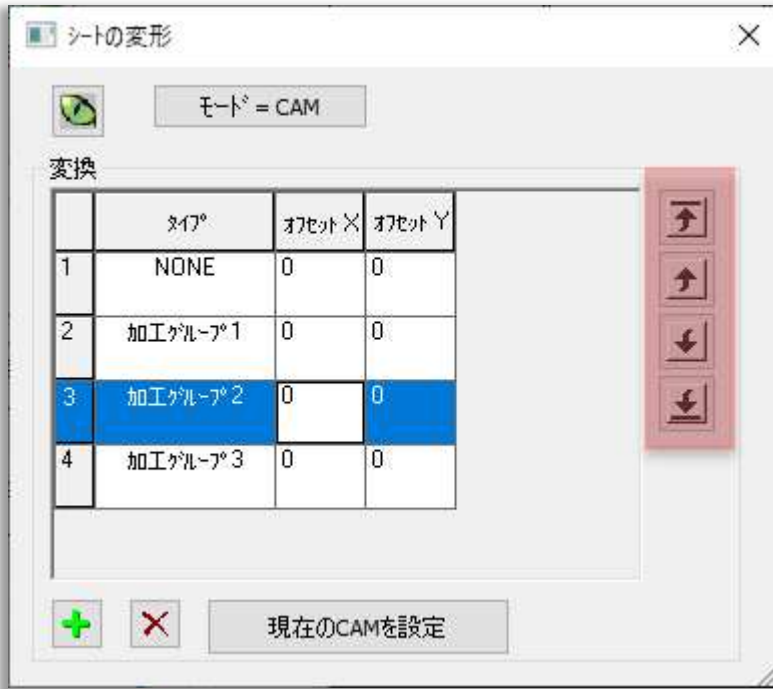 シートの変形
モード = CAM
変換
タイプ オフセット X オフセット Y
1 NONE 0 0
2 加工グループ1 0 0
3 加工グループ2 0 0
4 加工グループ3 0 0
現在のCAMを設定